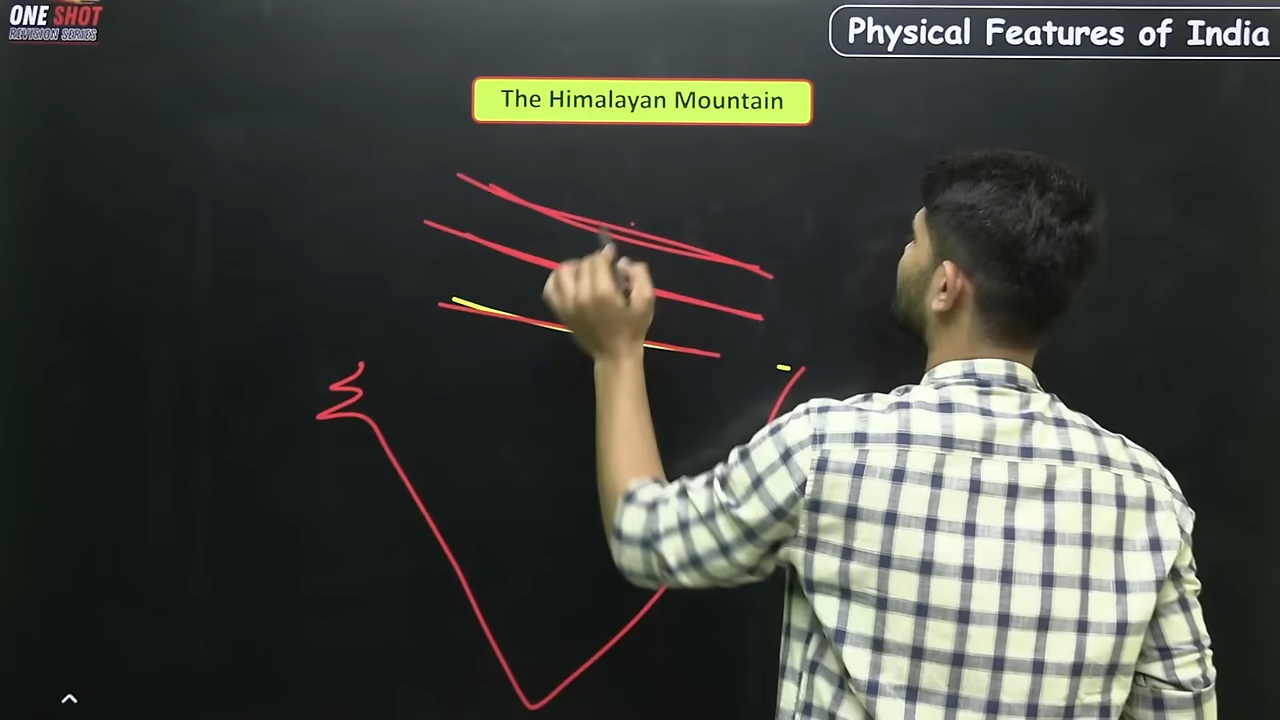 ONE SHOT
REVISION SERIES
Physical Features of India
The Himalayan Mountain